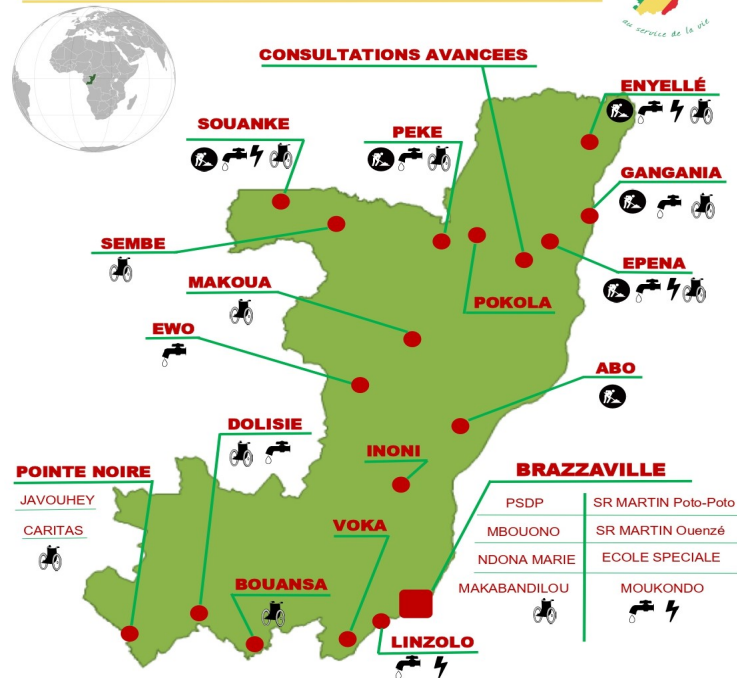 au service de la vie
CONSULTATIONS AVANCEES
ENYELLÉ
SOUANKE
PEKE
GANGANIA
SEMBE
EPENA
MAKOUA
POKOLA
EWO
ABO
DOLISIE
INONI
POINTE NOIRE
BRAZZAVILLE
JAVOUHEY
PSDP
SR MARTIN Poto-Poto
CARITAS
VOKA
MBOUONO
SR MARTIN Ouenzé
NDONA MARIE
ECOLE SPECIALE
BOUANSA
MAKABANDILOU
MOUKONDO
LINZOLO